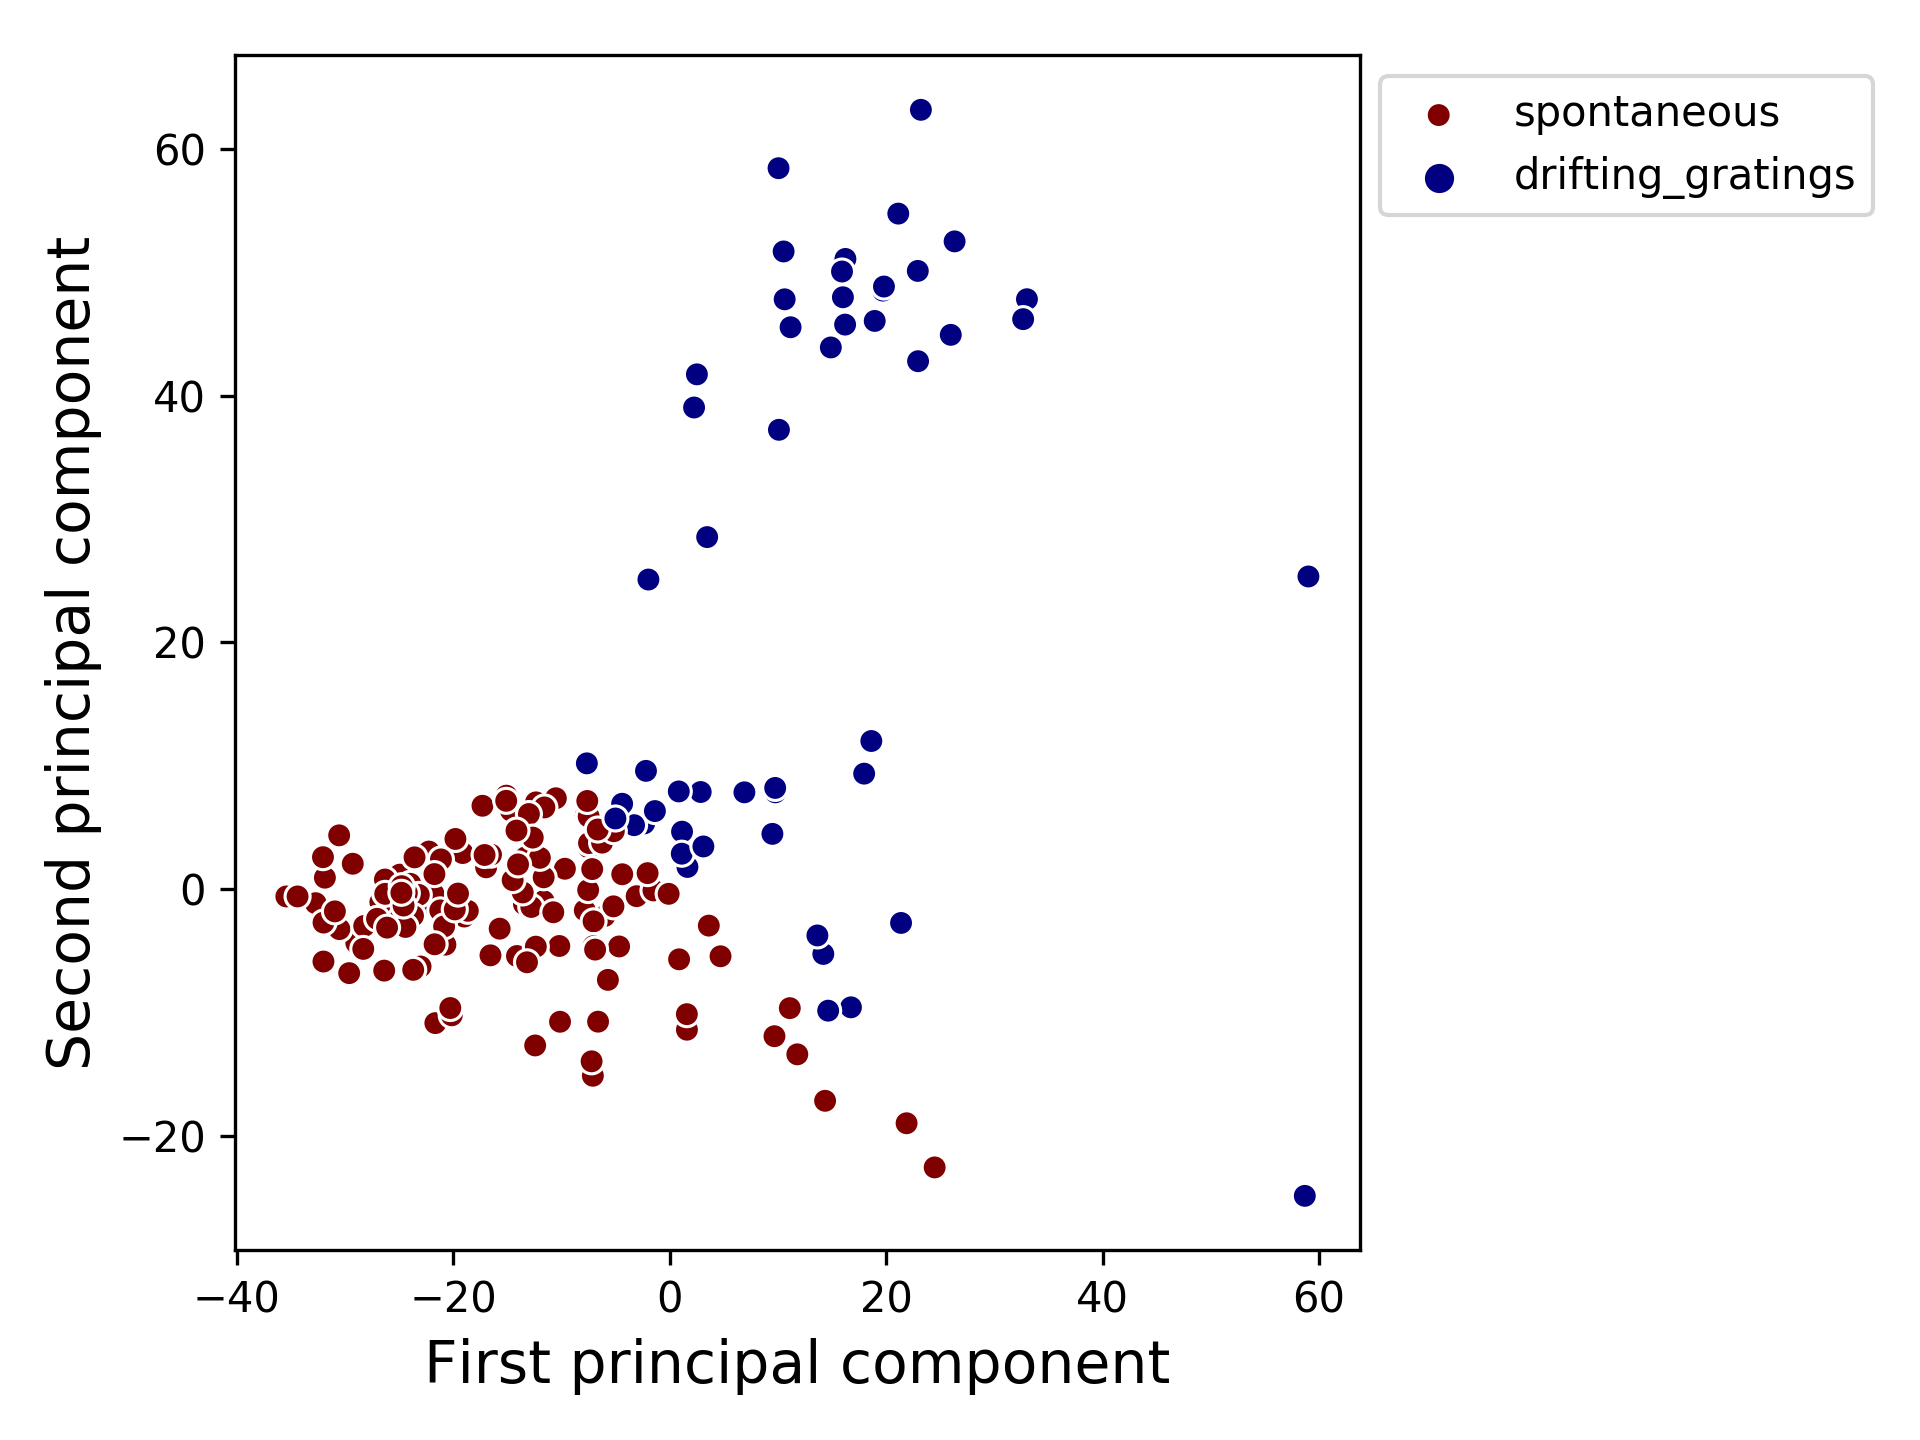 spontaneous
drifting_gratings
Second principal component
60
40
20
0
−20
−40 −20 0 20 40 60
First principal component